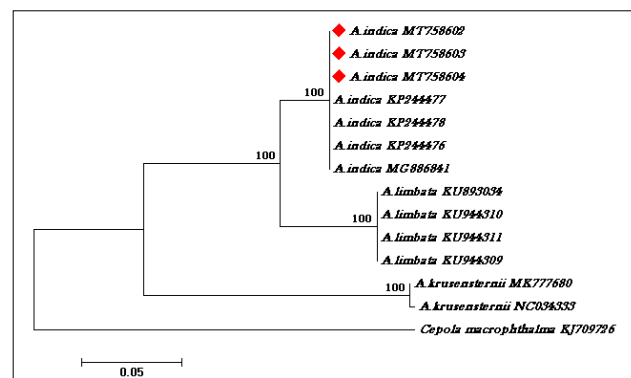 A.indica MT758602
A.indica MT758603
A.indica MT758604
100
A.indica KP244477
A.indica KP244478
A.indica KP244476
100
A.indica MG886841
A.limbata KU893034
A.limbata KU944310
100
A.limbata KU944311
A.limbata KU944309
A.krusensternii MK777680
100
A.krusensternii NC034333
Cepola macrophthalma KJ709726
0.05